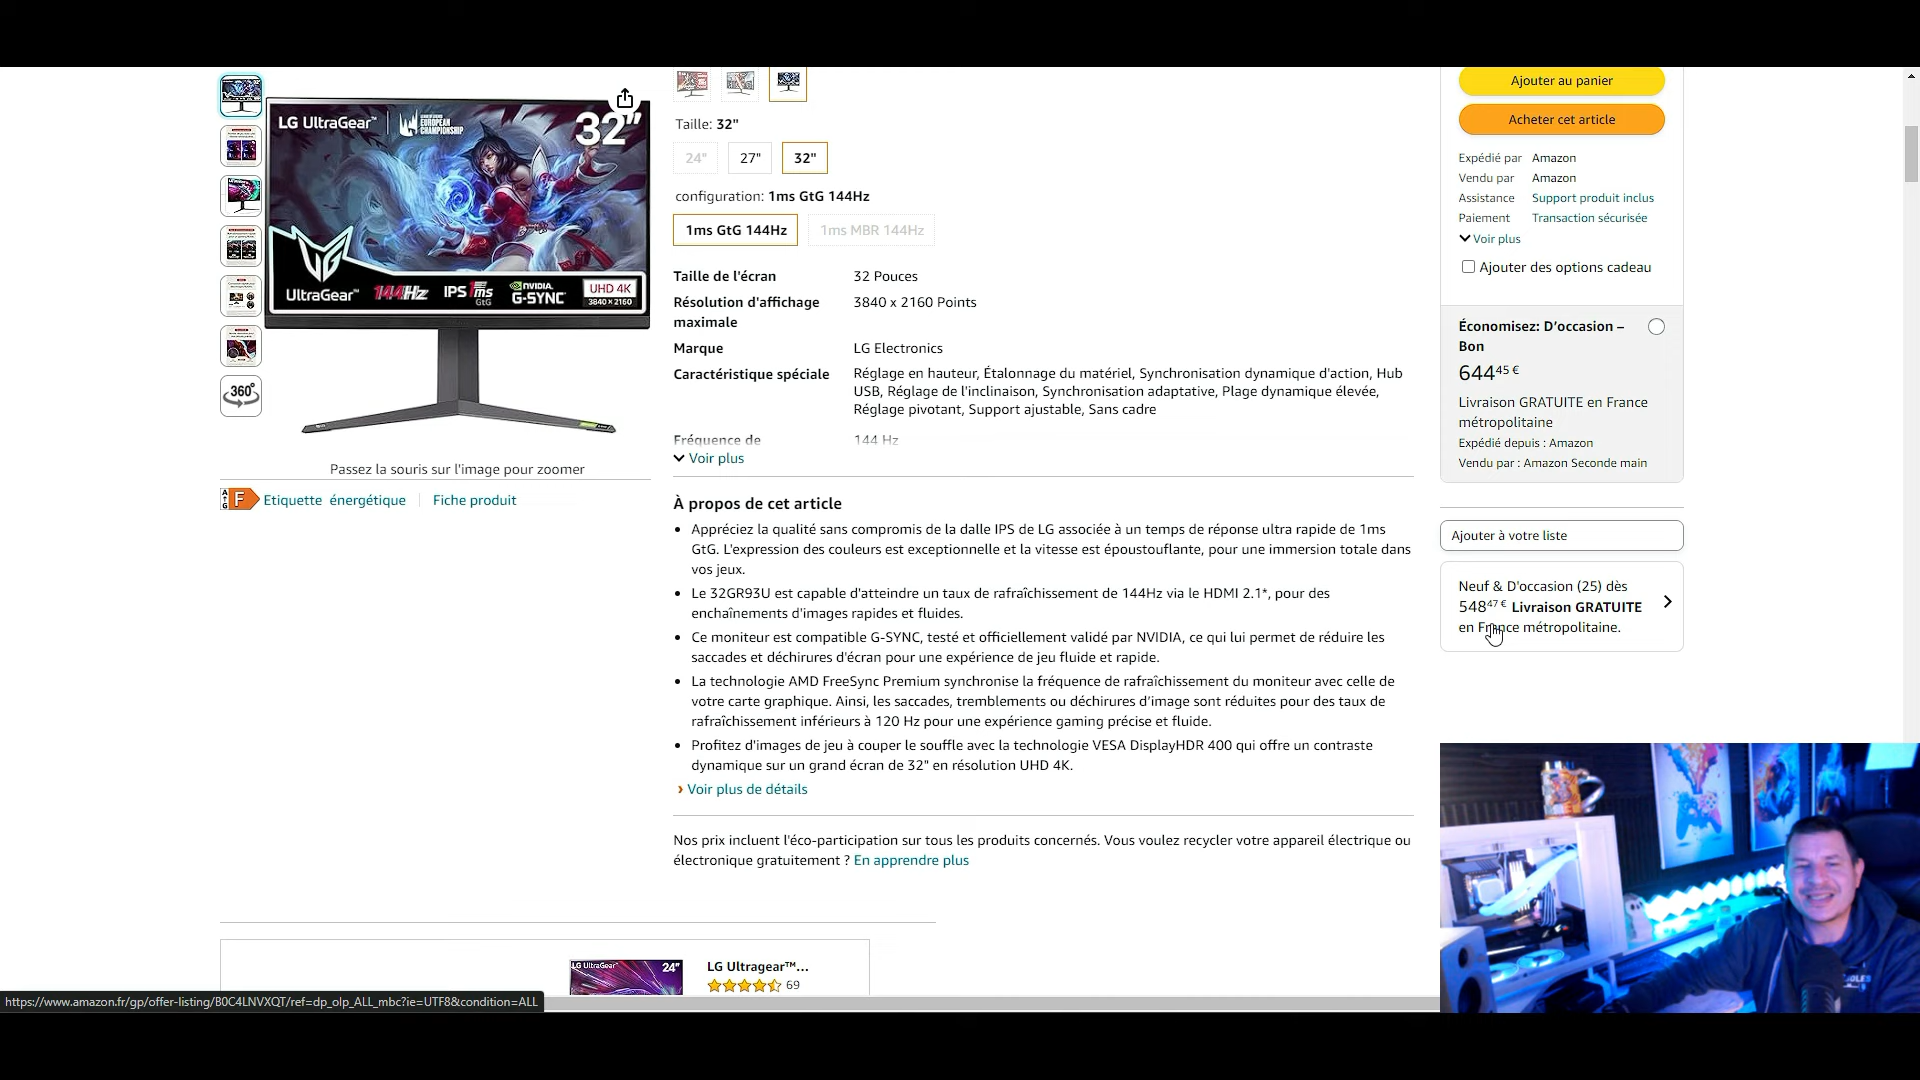 LG UltraGear™
LEAGUE OF LEGENDS
EUROPEAN
CHAMPIONSHIP
32”
UltraGear™
144Hz
IPS 1ms
GtG
NVIDIA.
G-SYNC
UHD 4K
3840 x 2160
360°
Passez la souris sur l'image pour zoomer
A
G
F
Etiquette énergétique
Fiche produit
Taille: 32"
24"
27"
32"
configuration: 1ms GtG 144Hz
1ms GtG 144Hz
1ms MBR 144Hz
Taille de l'écran 32 Pouces
Résolution d'affichage 3840 x 2160 Points
maximale
Marque LG Electronics
Caractéristique spéciale Réglage en hauteur, Étalonnage du matériel, Synchronisation dynamique d'action, Hub
USB, Réglage de l'inclinaison, Synchronisation adaptative, Plage dynamique élevée,
Réglage pivotant, Support ajustable, Sans cadre
Fréquence de 144 Hz
Voir plus
À propos de cet article
• Appréciez la qualité sans compromis de la dalle IPS de LG associée à un temps de réponse ultra rapide de 1ms
GtG. L'expression des couleurs est exceptionnelle et la vitesse est époustouflante, pour une immersion totale dans
vos jeux.
• Le 32GR93U est capable d'atteindre un taux de rafraîchissement de 144Hz via le HDMI 2.1*, pour des
enchaînements d'images rapides et fluides.
• Ce moniteur est compatible G-SYNC, testé et officiellement validé par NVIDIA, ce qui lui permet de réduire les
saccades et déchirures d'écran pour une expérience de jeu fluide et rapide.
• La technologie AMD FreeSync Premium synchronise la fréquence de rafraîchissement du moniteur avec celle de
votre carte graphique. Ainsi, les saccades, tremblements ou déchirures d’image sont réduites pour des taux de
rafraîchissement inférieurs à 120 Hz pour une expérience gaming précise et fluide.
• Profitez d'images de jeu à couper le souffle avec la technologie VESA DisplayHDR 400 qui offre un contraste
dynamique sur un grand écran de 32" en résolution UHD 4K.
› Voir plus de détails
Nos prix incluent l'éco-participation sur tous les produits concernés. Vous voulez recycler votre appareil électrique ou
électronique gratuitement ? En apprendre plus
LG UltraGear™
24"
LG Ultragear™...
69
Ajouter au panier
Acheter cet article
Expédié par Amazon
Vendu par Amazon
Assistance Support produit inclus
Paiement Transaction sécurisée
Voir plus
Ajouter des options cadeau
Économisez: D’occasion –
Bon
644,45 €
Livraison GRATUITE en France
métropolitaine
Expédié depuis : Amazon
Vendu par : Amazon Seconde main
Ajouter à votre liste
Neuf & D'occasion (25) dès
548,47 € Livraison GRATUITE
en France métropolitaine.
https://www.amazon.fr/gp/offer-listing/B0C4LNVXQT/ref=dp_olp_ALL_mbc?ie=UTF8&condition=ALL